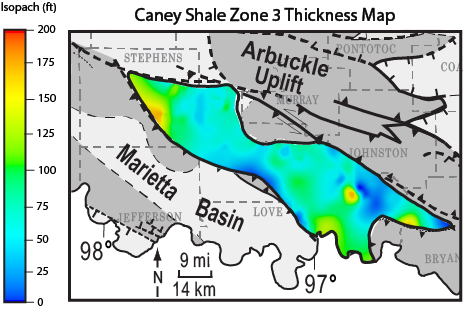 Isopach (ft)
Caney Shale Zone 3 Thickness Map
200
175
150
125
100
75
50
25
0
STEPHENS
PONTOTOC
COA
Arbuckle
Uplift
MURRAY
JOHNSTON
Marietta
Basin
JEFFERSON
LOVE
BRYAN
98°
97°
N
9 mi
14 km